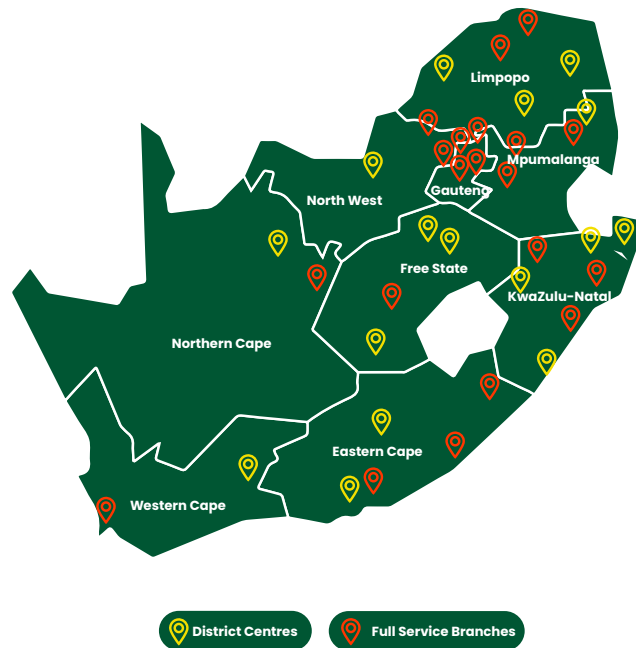 Limpopo
Mpumalanga
Gauteng
North West
Free State
KwaZulu-Natal
Northern Cape
Eastern Cape
Western Cape
District Centres
Full Service Branches